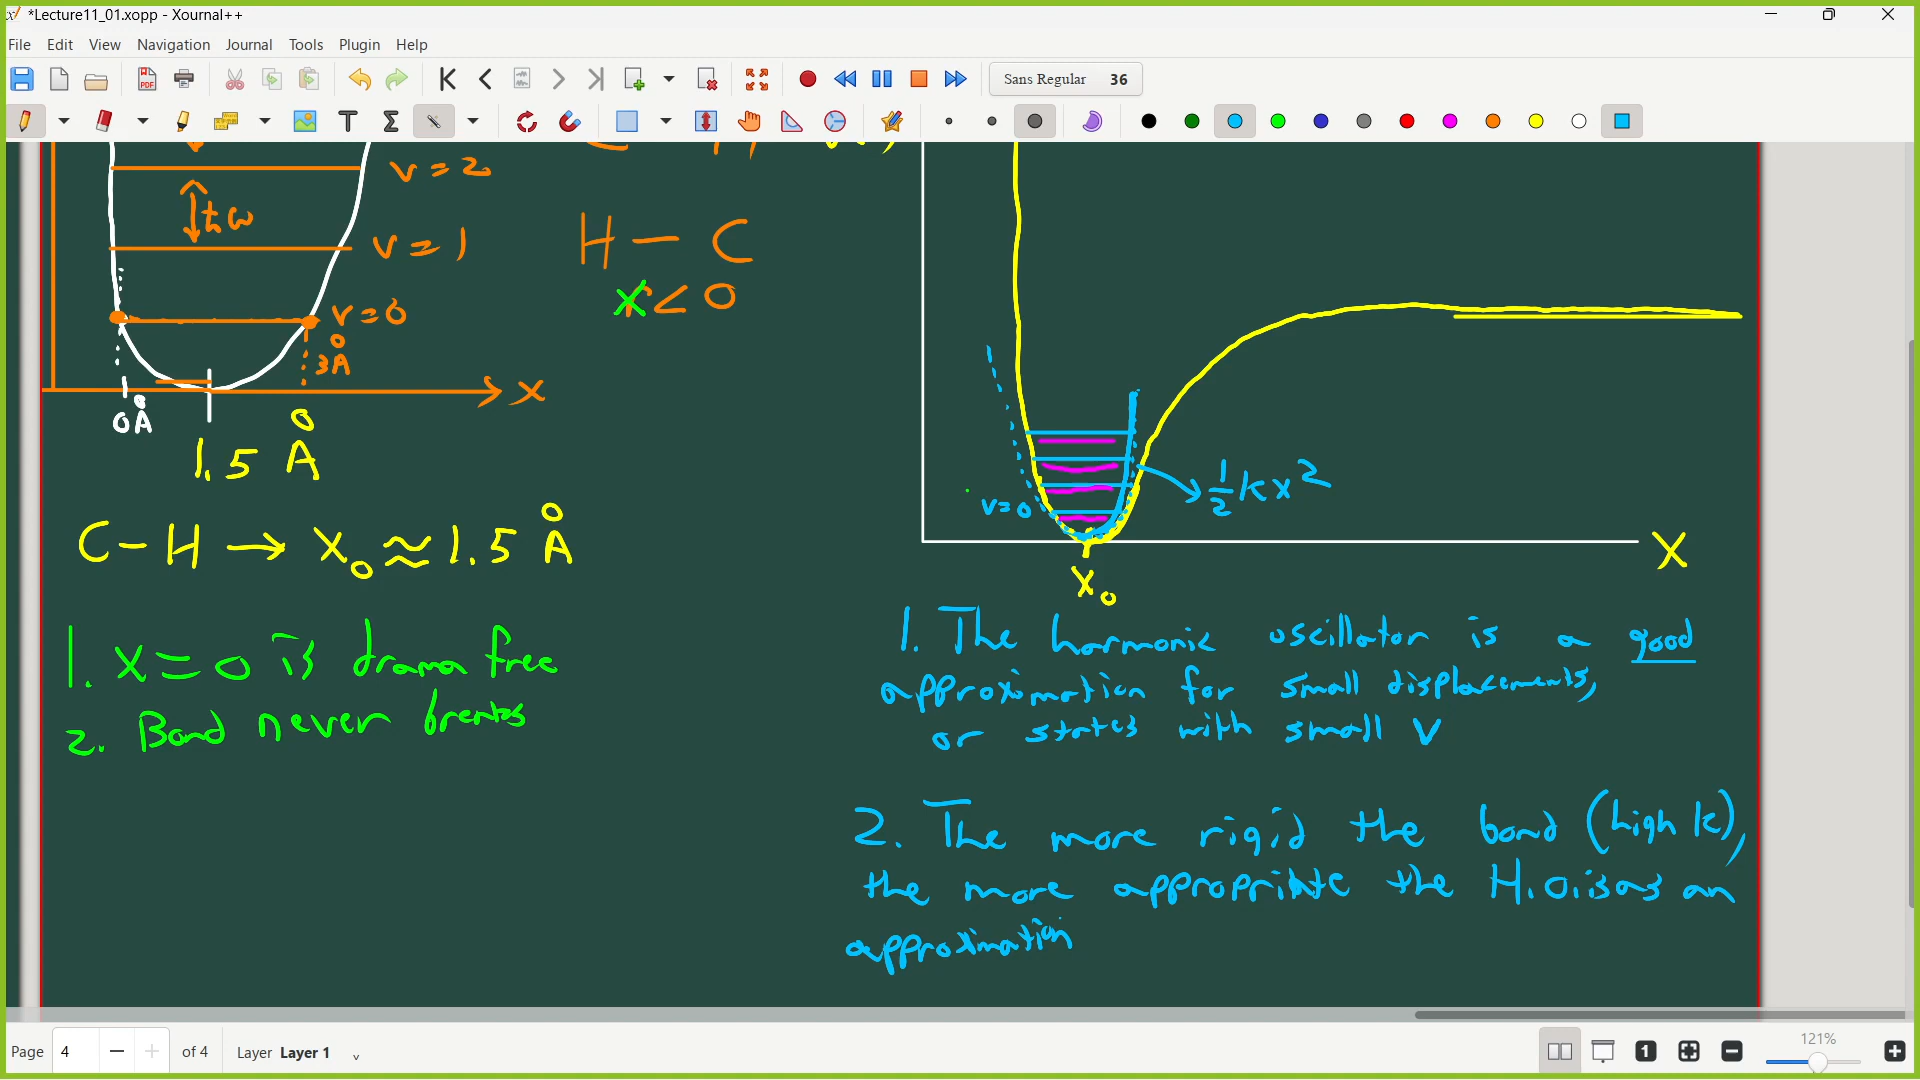 *Lecture11_01.xopp - Xournal++
File Edit View Navigation Journal Tools Plugin Help
Sans Regular 36
v = 2
ħω
v = 1
H - C
x < 0
v = 0
3Å
x
0Å
1.5 Å
C-H → x₀ ≈ 1.5 Å
1. x=0 is drama free
2. Bond never breaks
v=0
½kx²
x
x₀
1. The harmonic oscillator is a good
approximation for small displacements,
or states with small v
2. The more rigid the bond (high k),
the more appropriate the H.O. is as an
approximation
Page 4 of 4 Layer Layer 1
121%